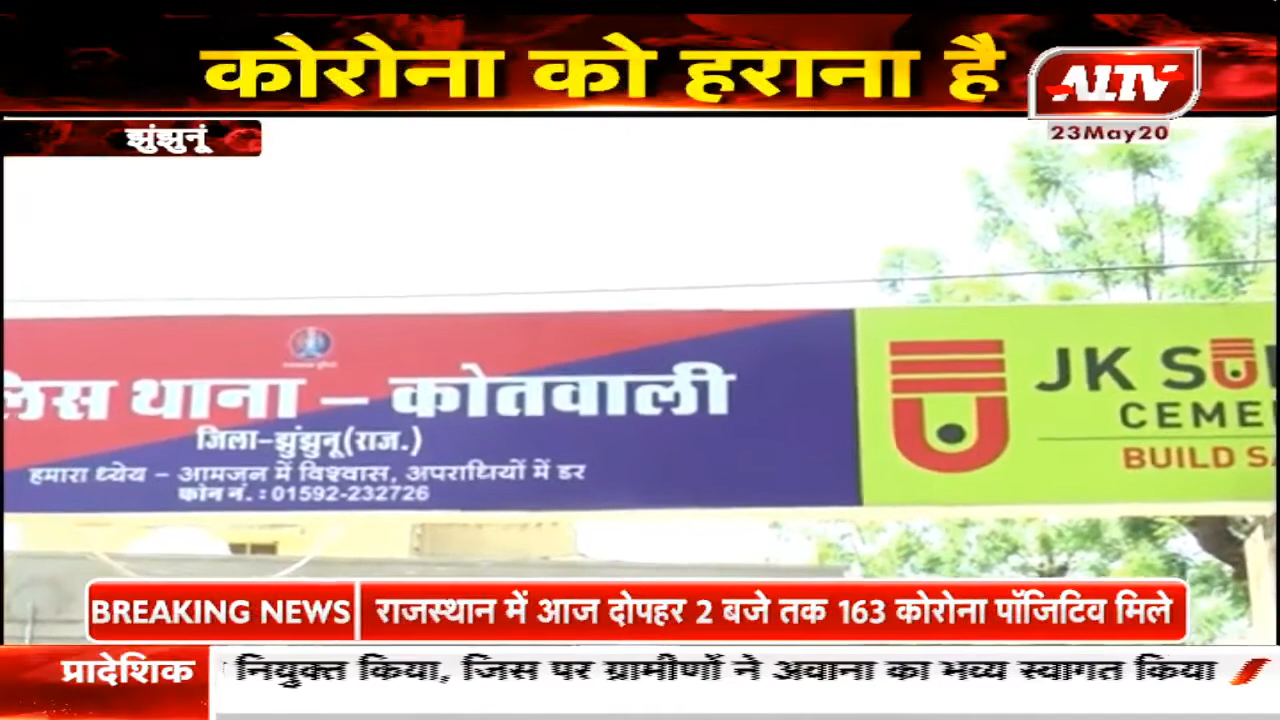 कोरोना को हराना है
ALTV
23May20
झुंझुनूं
लिस थाना – कोतवाली
जिला-झुंझुनू(राज.)
हमारा ध्येय – आमजन में विश्वास, अपराधियों में डर
फोन नं. : 01592-232726
JK SU
CEME
BUILD S
BREAKING NEWS
राजस्थान में आज दोपहर 2 बजे तक 163 कोरोना पॉजिटिव मिले
प्रादेशिक
नियुक्त किया, जिस पर ग्रामीणों ने अवाना का भव्य स्वागत किया